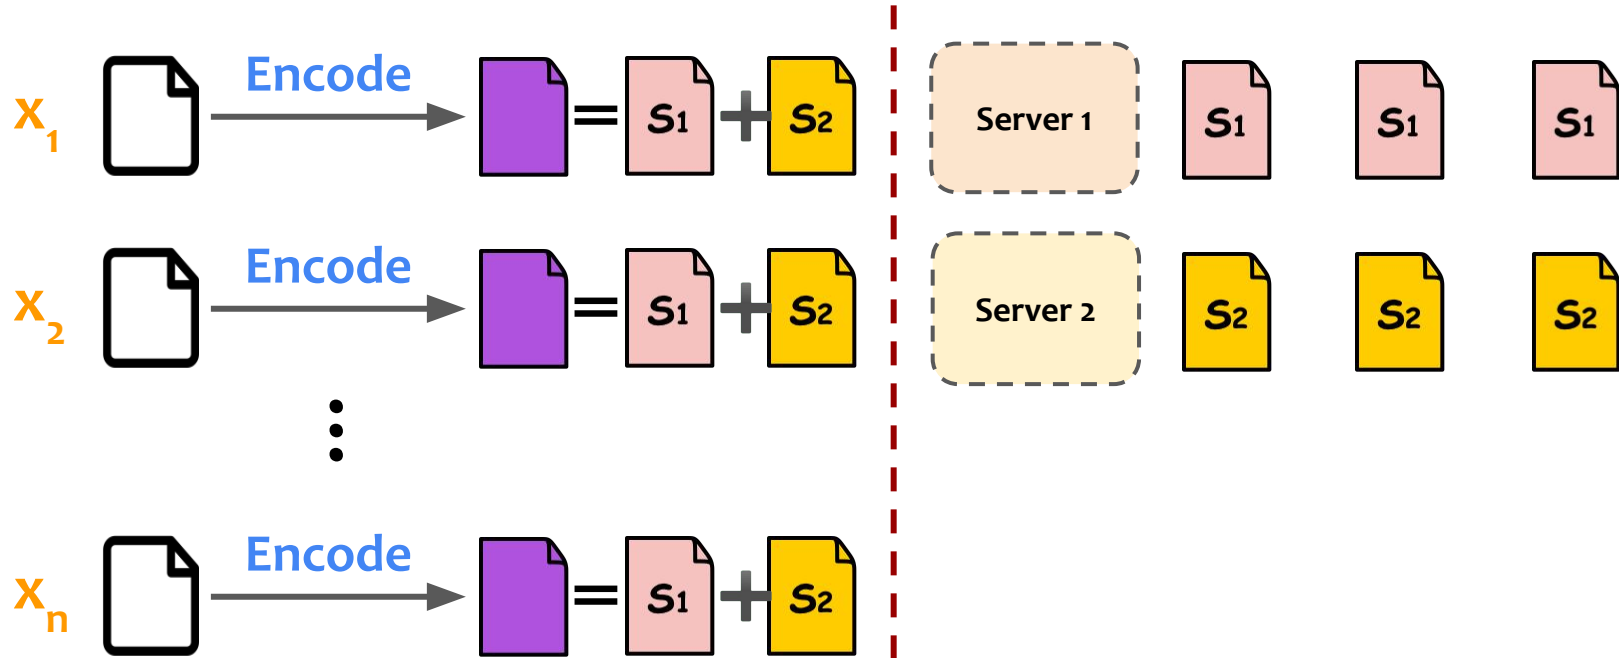 x1 Encode = S1 + S2
x2 Encode = S1 + S2
xn Encode = S1 + S2
Server 1 S1 S1 S1
Server 2 S2 S2 S2